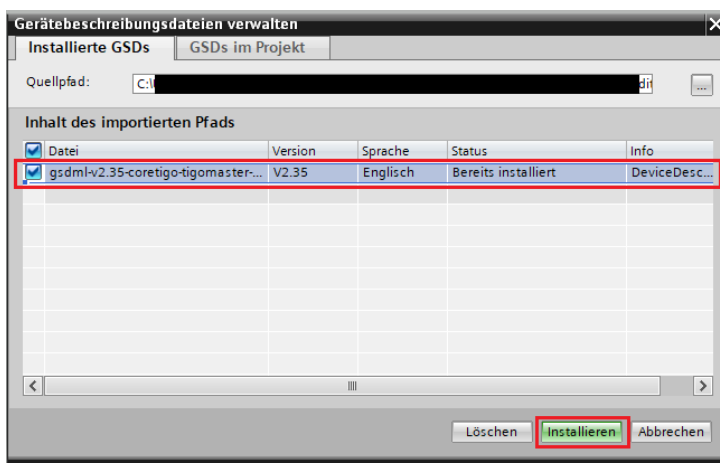 Gerätebeschreibungsdateien verwalten
Installierte GSDs GSDs im Projekt
Quellpfad: C:\ dif ...
Inhalt des importierten Pfads
Datei Version Sprache Status Info
gsdml-v2.35-coretigo-tigomaster-... V2.35 Englisch Bereits installiert DeviceDesc...
Löschen Installieren Abbrechen